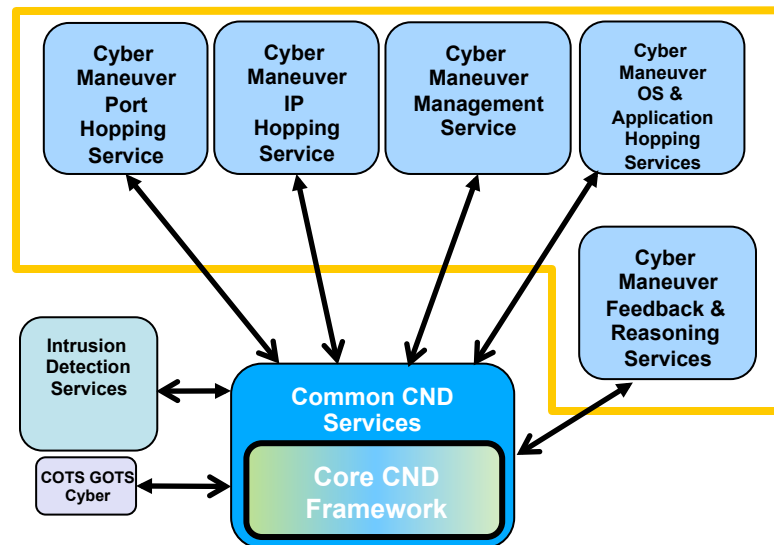 Cyber
Maneuver
Port
Hopping
Service
Cyber
Maneuver
IP
Hopping
Service
Cyber
Maneuver
Management
Service
Cyber
Maneuver
OS &
Application
Hopping
Services
Cyber
Maneuver
Feedback &
Reasoning
Services
Intrusion
Detection
Services
Common CND
Services
COTS GOTS
Cyber
Core CND
Framework